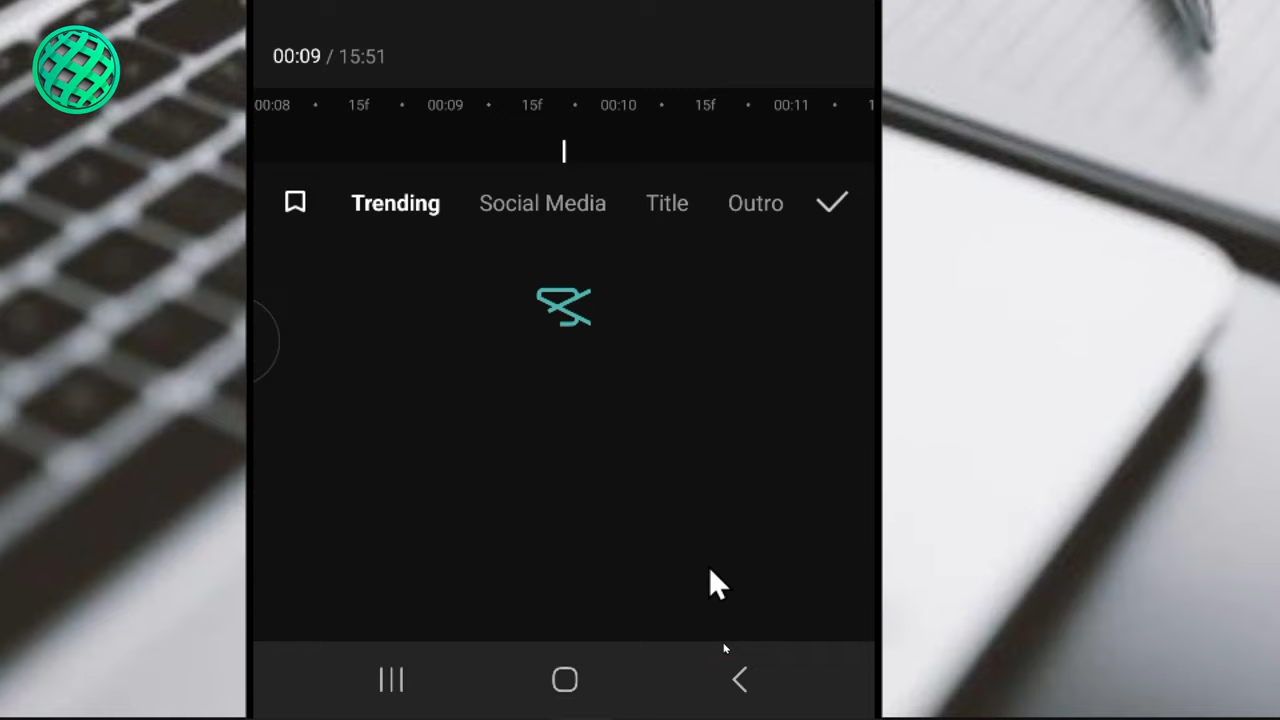 00:09 / 15:51
00:08 • 15f • 00:09 • 15f • 00:10 • 15f • 00:11 • 1
Trending Social Media Title Outro